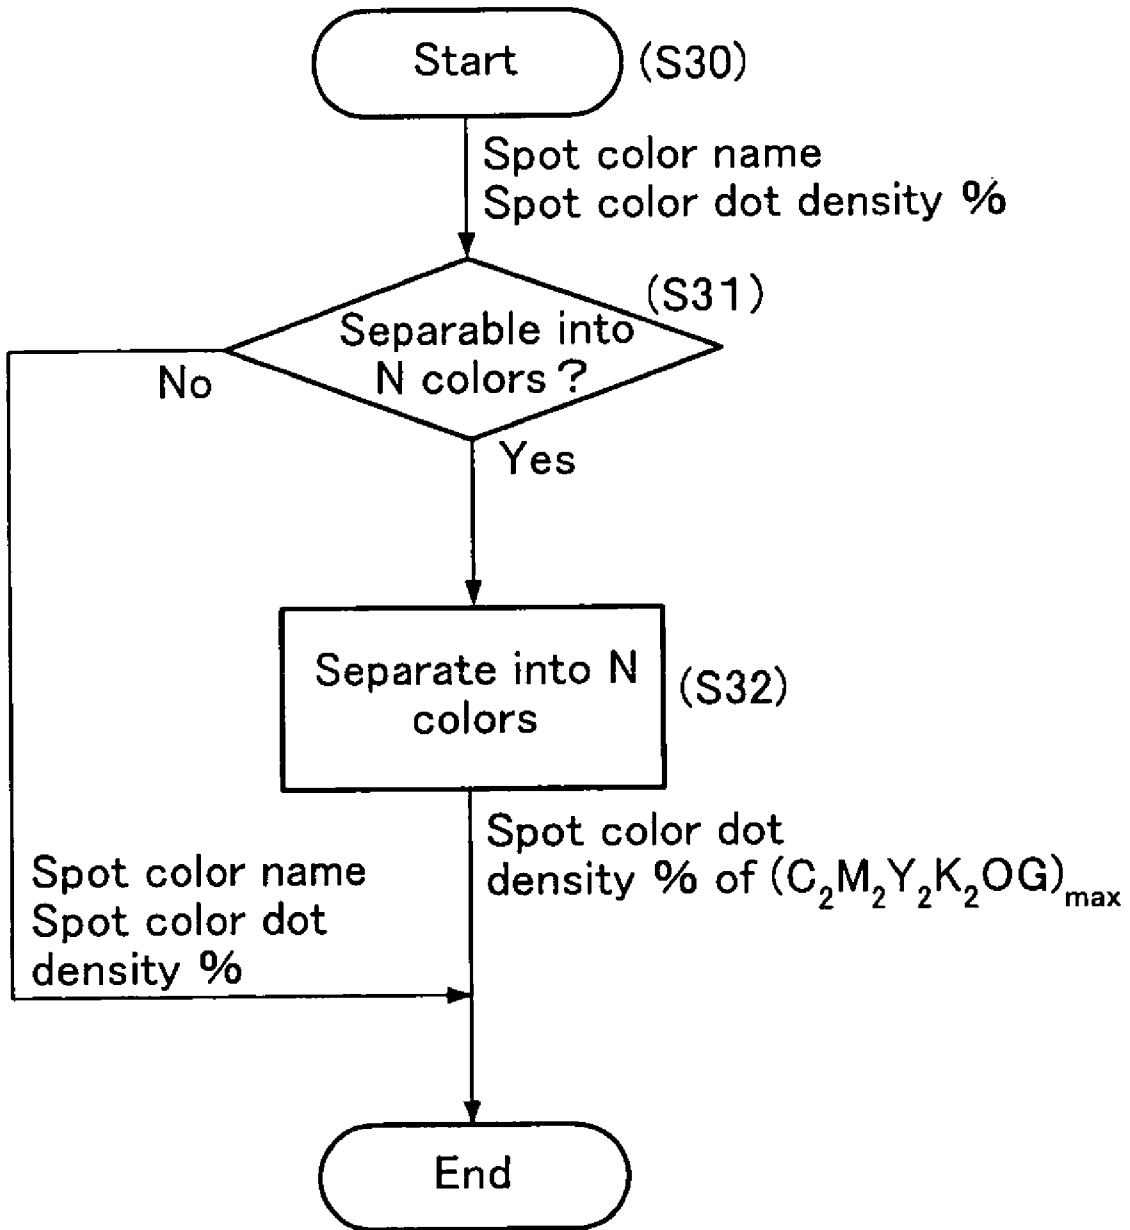 Start
(S30)
Spot color name
Spot color dot density %
(S31)
Separable into
N colors ?
No
Yes
Separate into N
colors
(S32)
Spot color dot
density % of (C₂M₂Y₂K₂OG)max
Spot color name
Spot color dot
density %
End